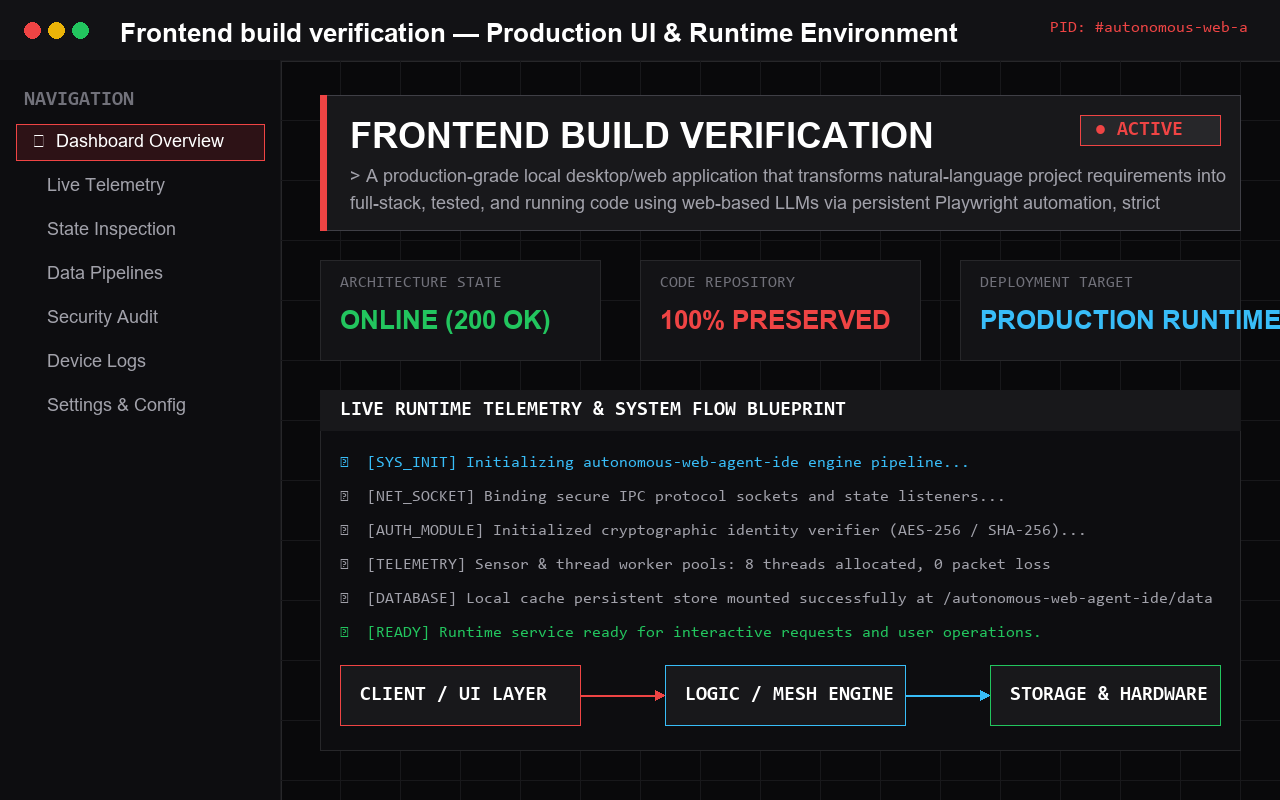 Frontend build verification — Production UI & Runtime Environment
PID: #autonomous-web-a
NAVIGATION
Dashboard Overview
Live Telemetry
State Inspection
Data Pipelines
Security Audit
Device Logs
Settings & Config
FRONTEND BUILD VERIFICATION
● ACTIVE
> A production-grade local desktop/web application that transforms natural-language project requirements into
full-stack, tested, and running code using web-based LLMs via persistent Playwright automation, strict
ARCHITECTURE STATE
ONLINE (200 OK)
CODE REPOSITORY
100% PRESERVED
DEPLOYMENT TARGET
PRODUCTION RUNTIME
LIVE RUNTIME TELEMETRY & SYSTEM FLOW BLUEPRINT
[SYS_INIT] Initializing autonomous-web-agent-ide engine pipeline...
[NET_SOCKET] Binding secure IPC protocol sockets and state listeners...
[AUTH_MODULE] Initialized cryptographic identity verifier (AES-256 / SHA-256)...
[TELEMETRY] Sensor & thread worker pools: 8 threads allocated, 0 packet loss
[DATABASE] Local cache persistent store mounted successfully at /autonomous-web-agent-ide/data
[READY] Runtime service ready for interactive requests and user operations.
CLIENT / UI LAYER
LOGIC / MESH ENGINE
STORAGE & HARDWARE